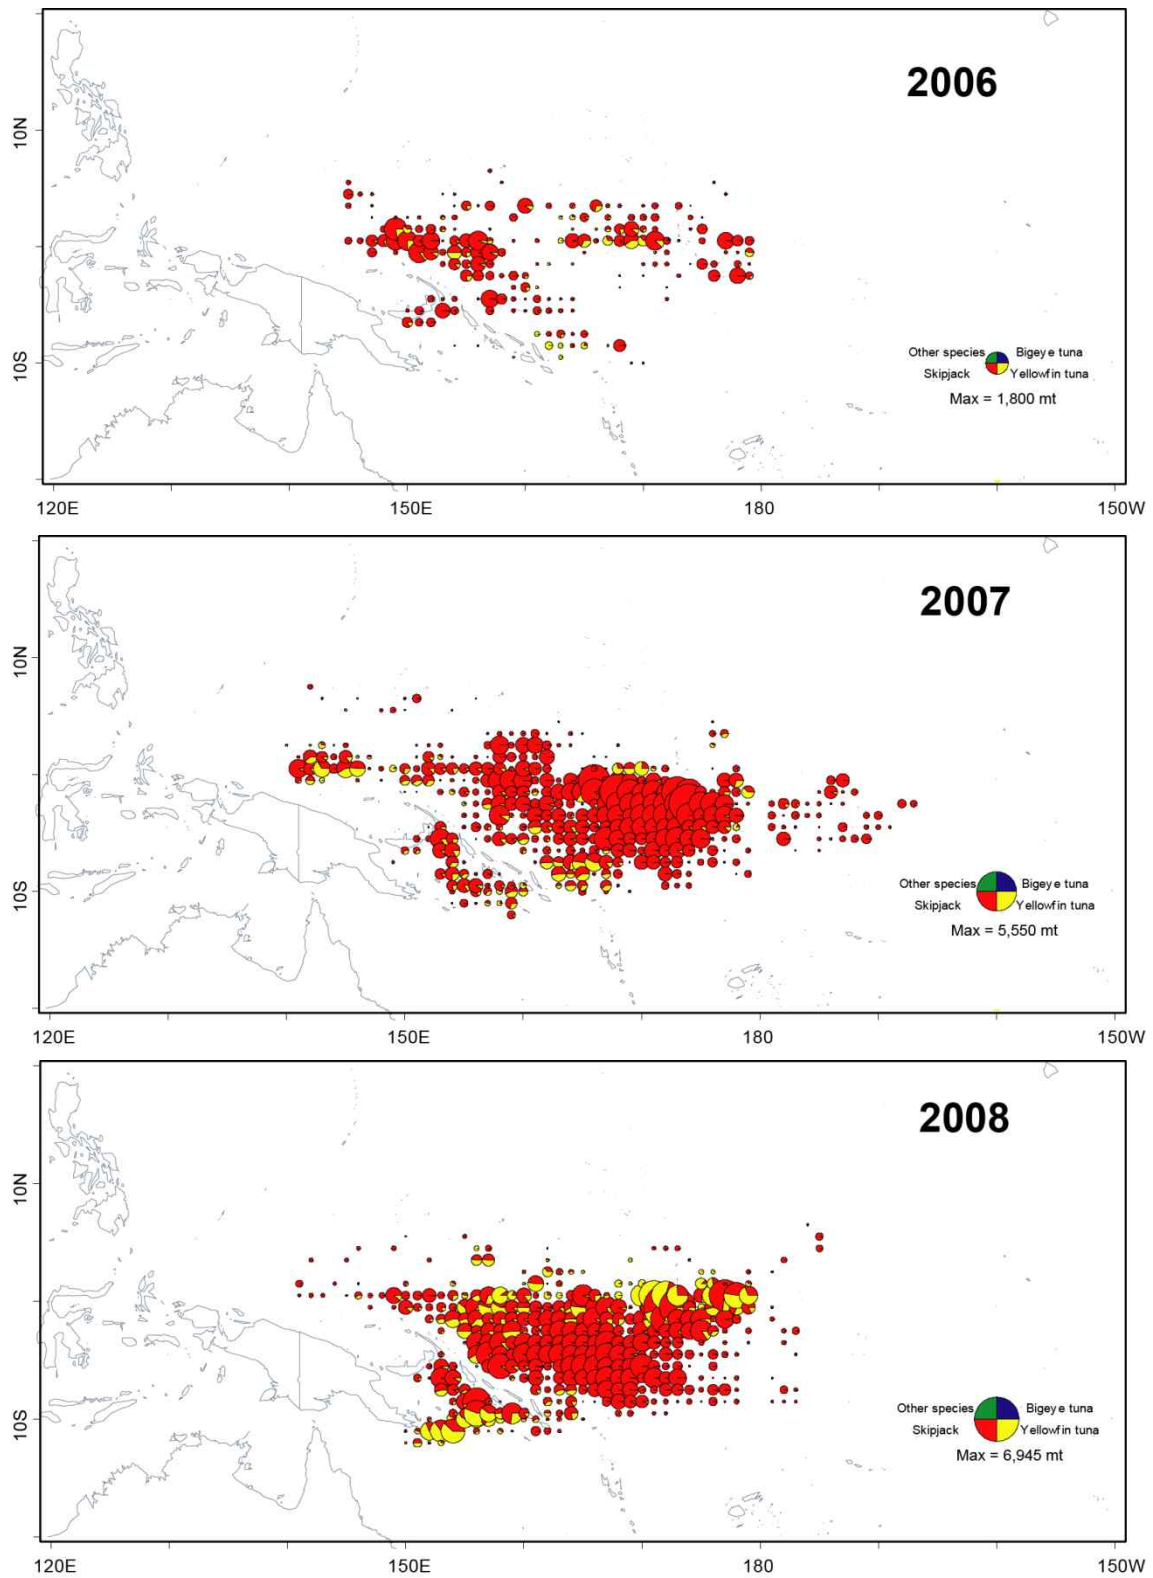 2006
10N
10S
Other species Bigeye tuna
Skipjack Yellowfin tuna
Max = 1,800 mt
120E 150E 180 150W
2007
10N
10S
Other species Bigeye tuna
Skipjack Yellowfin tuna
Max = 5,550 mt
120E 150E 180 150W
2008
10N
10S
Other species Bigeye tuna
Skipjack Yellowfin tuna
Max = 6,945 mt
120E 150E 180 150W